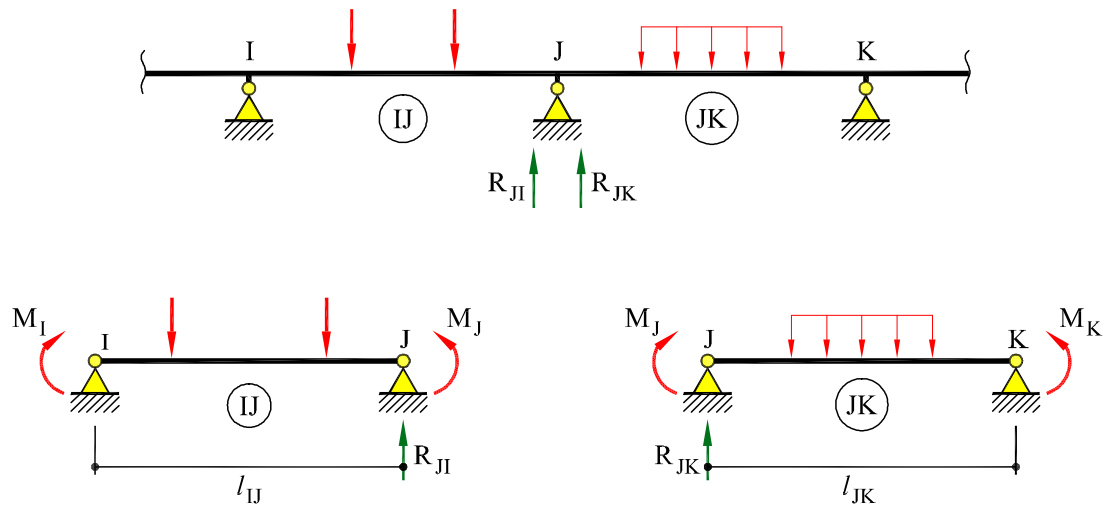 I J K
IJ JK
R_JI R_JK
M_I I J M_J M_J J K M_K
IJ JK
R_JI R_JK
l_IJ l_JK